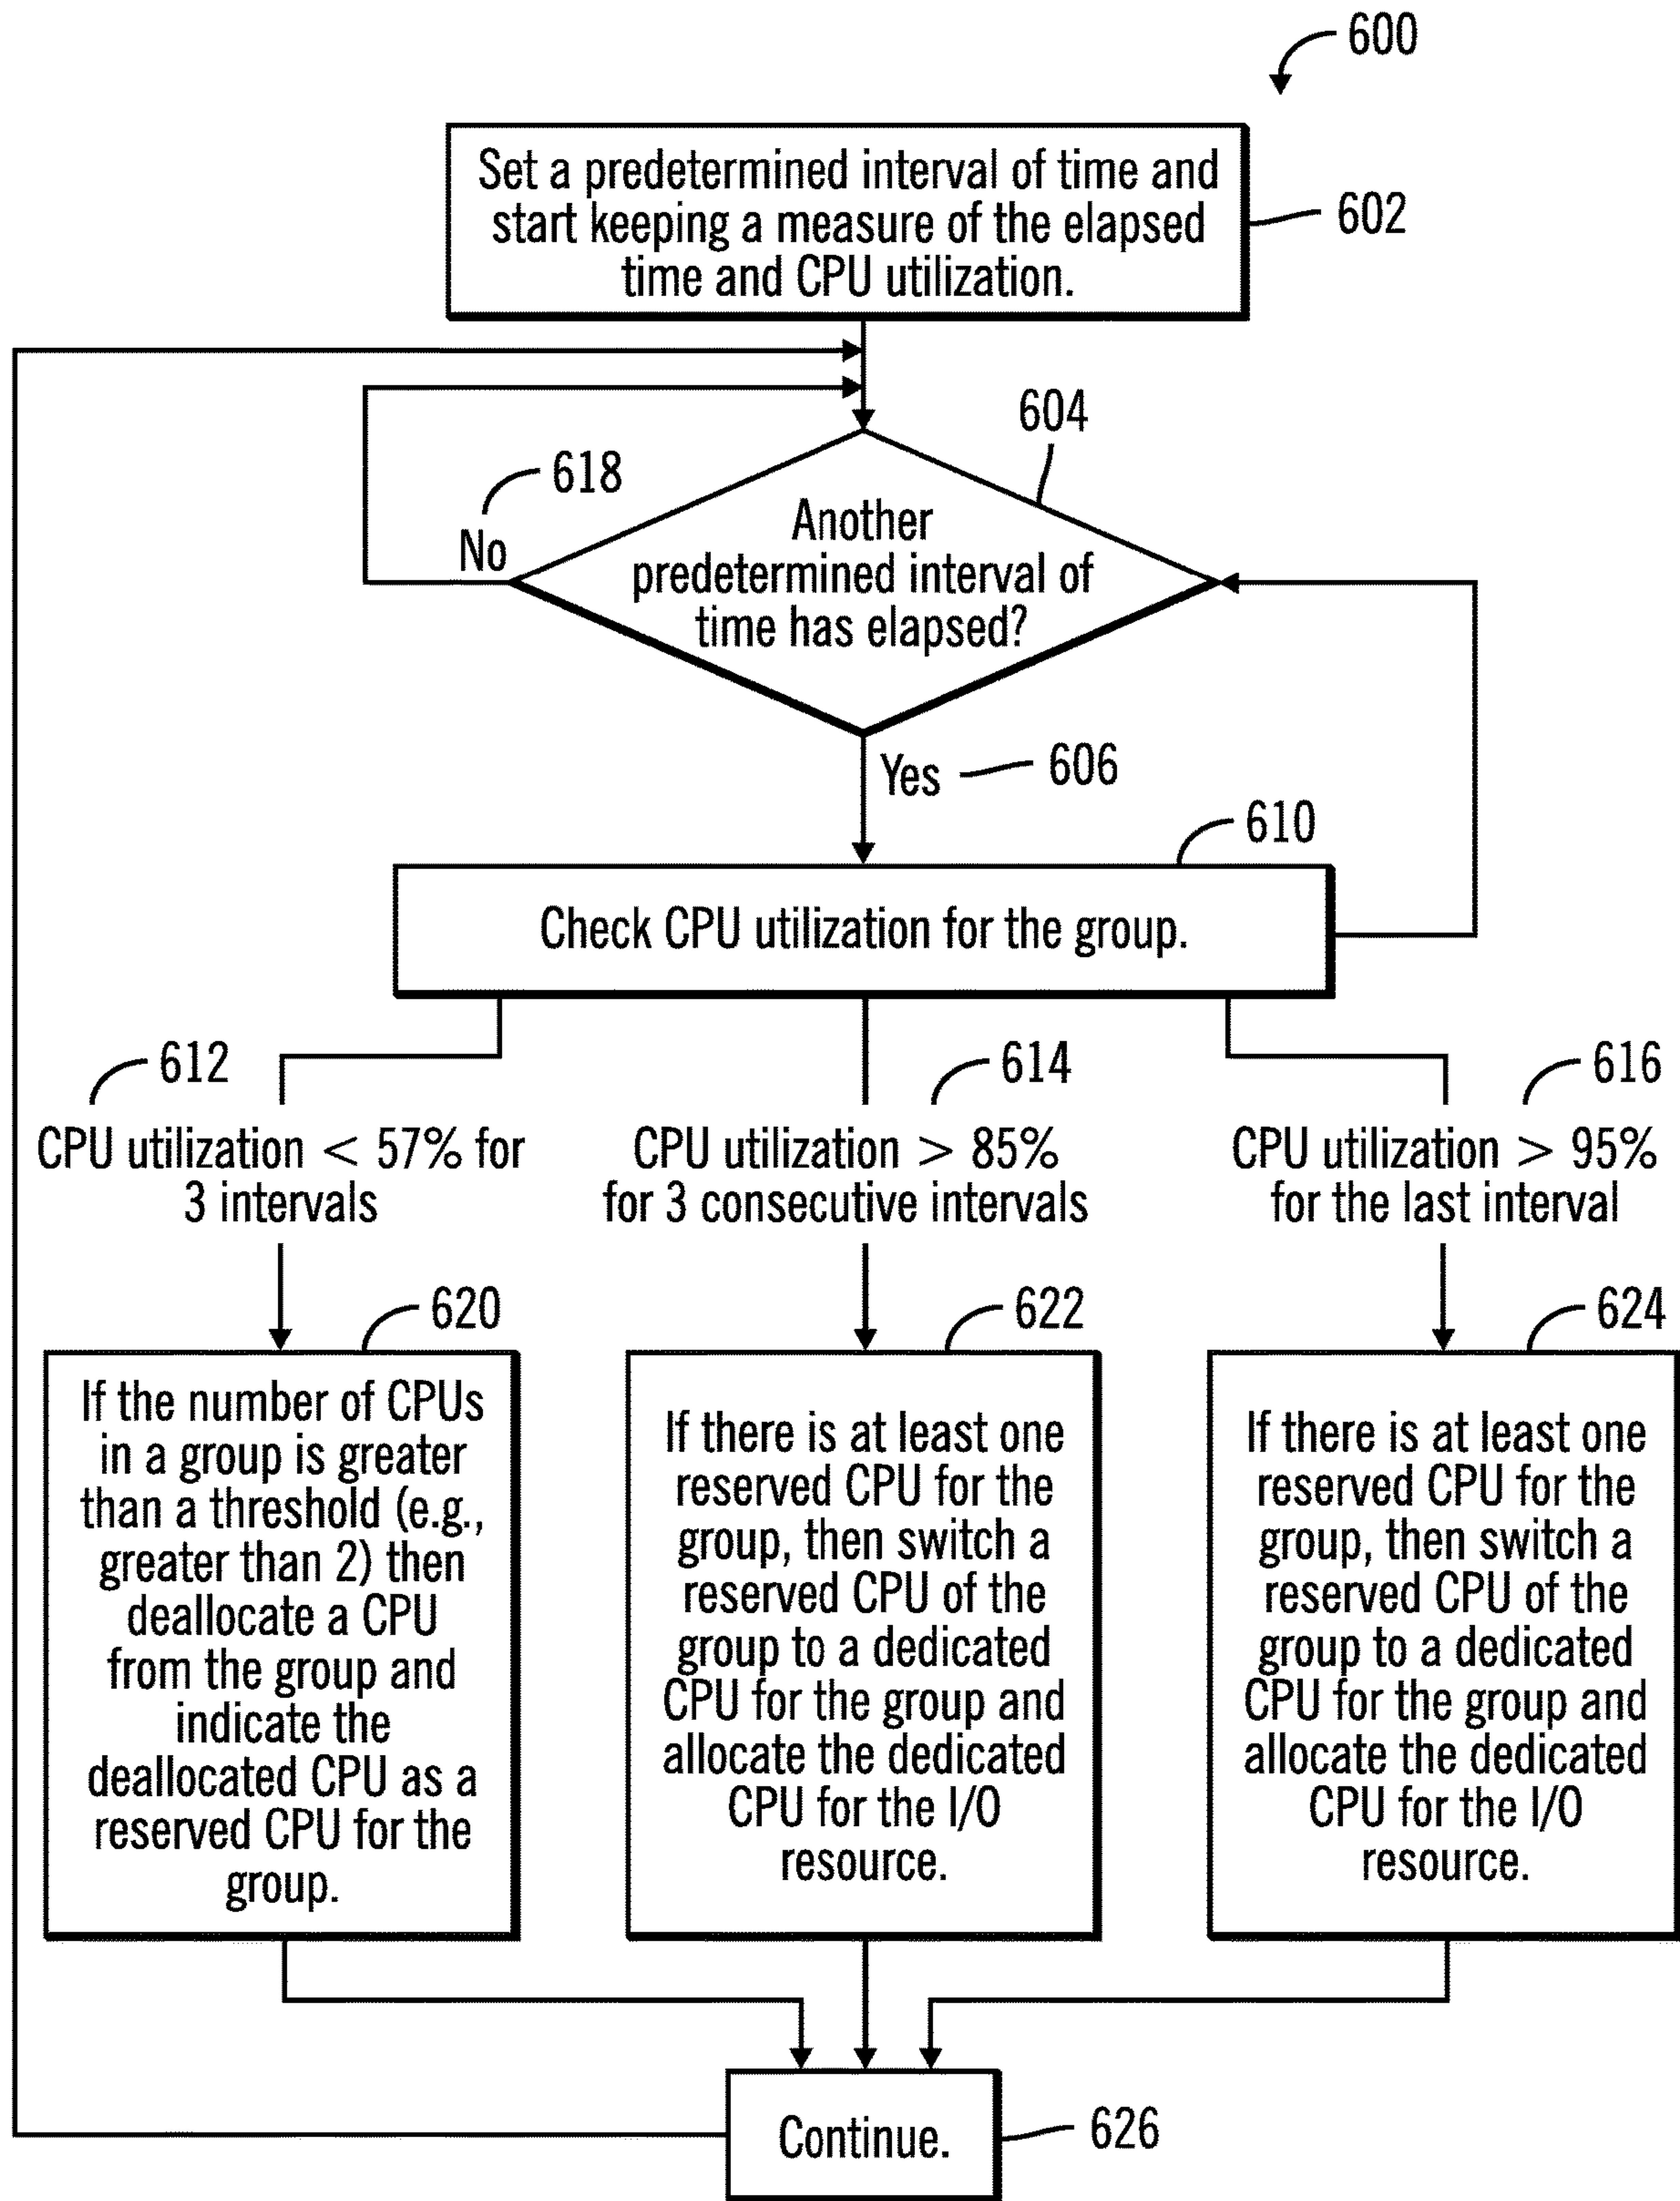 600
Set a predetermined interval of time and
start keeping a measure of the elapsed
time and CPU utilization.
602
604
618
No
Another
predetermined interval of
time has elapsed?
Yes
606
610
Check CPU utilization for the group.
612
CPU utilization < 57% for
3 intervals
614
CPU utilization > 85%
for 3 consecutive intervals
616
CPU utilization > 95%
for the last interval
620
If the number of CPUs
in a group is greater
than a threshold (e.g.,
greater than 2) then
deallocate a CPU
from the group and
indicate the
deallocated CPU as a
reserved CPU for the
group.
622
If there is at least one
reserved CPU for the
group, then switch a
reserved CPU of the
group to a dedicated
CPU for the group and
allocate the dedicated
CPU for the I/O
resource.
624
If there is at least one
reserved CPU for the
group, then switch a
reserved CPU of the
group to a dedicated
CPU for the group and
allocate the dedicated
CPU for the I/O
resource.
Continue.
626